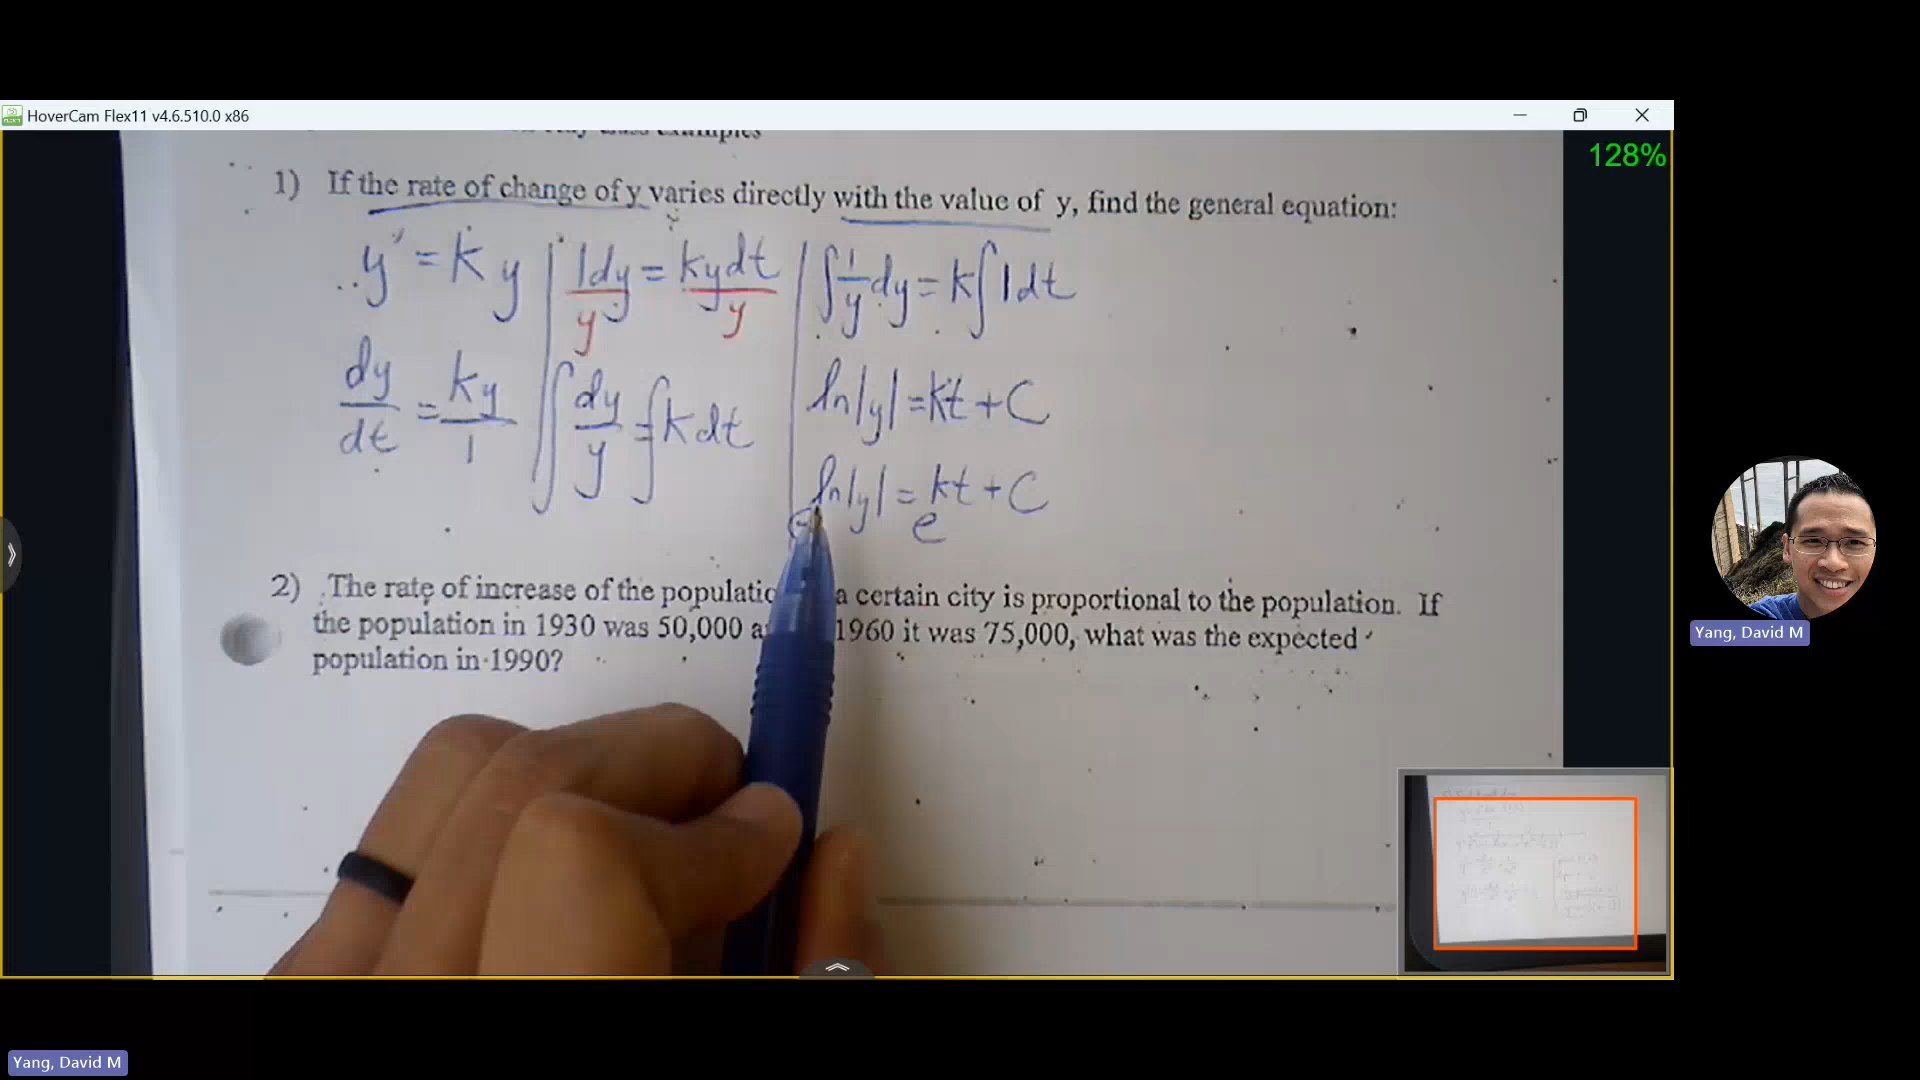 HoverCam Flex11 v4.6.510.0 x86
128%
examples
1) If the rate of change of y varies directly with the value of y, find the general equation:
y' = ky
dy/dt = ky/1
1dy/y = kydt/y
∫dy/y = ∫k dt
∫1/y dy = k∫1dt
ln|y| = kt + C
ln|y| = kt + C
e e
2) The rate of increase of the population a certain city is proportional to the population. If
the population in 1930 was 50,000 1960 it was 75,000, what was the expected
population in 1990?
Yang, David M
Yang, David M